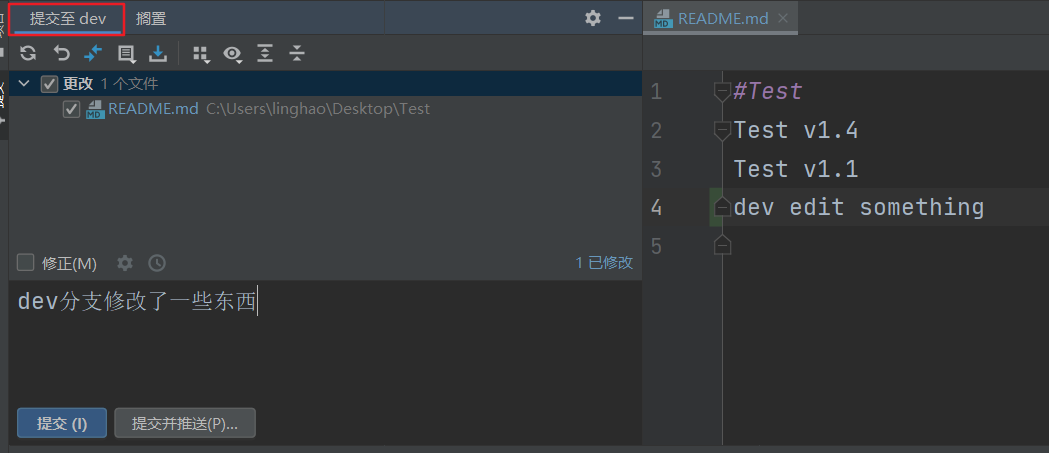 提交至 dev 搁置
更改 1 个文件
README.md C:\Users\linghao\Desktop\Test
修正(M) 1 已修改
dev分支修改了一些东西
提交 (I) 提交并推送(P)...
README.md
1 #Test
2 Test v1.4
3 Test v1.1
4 dev edit something
5